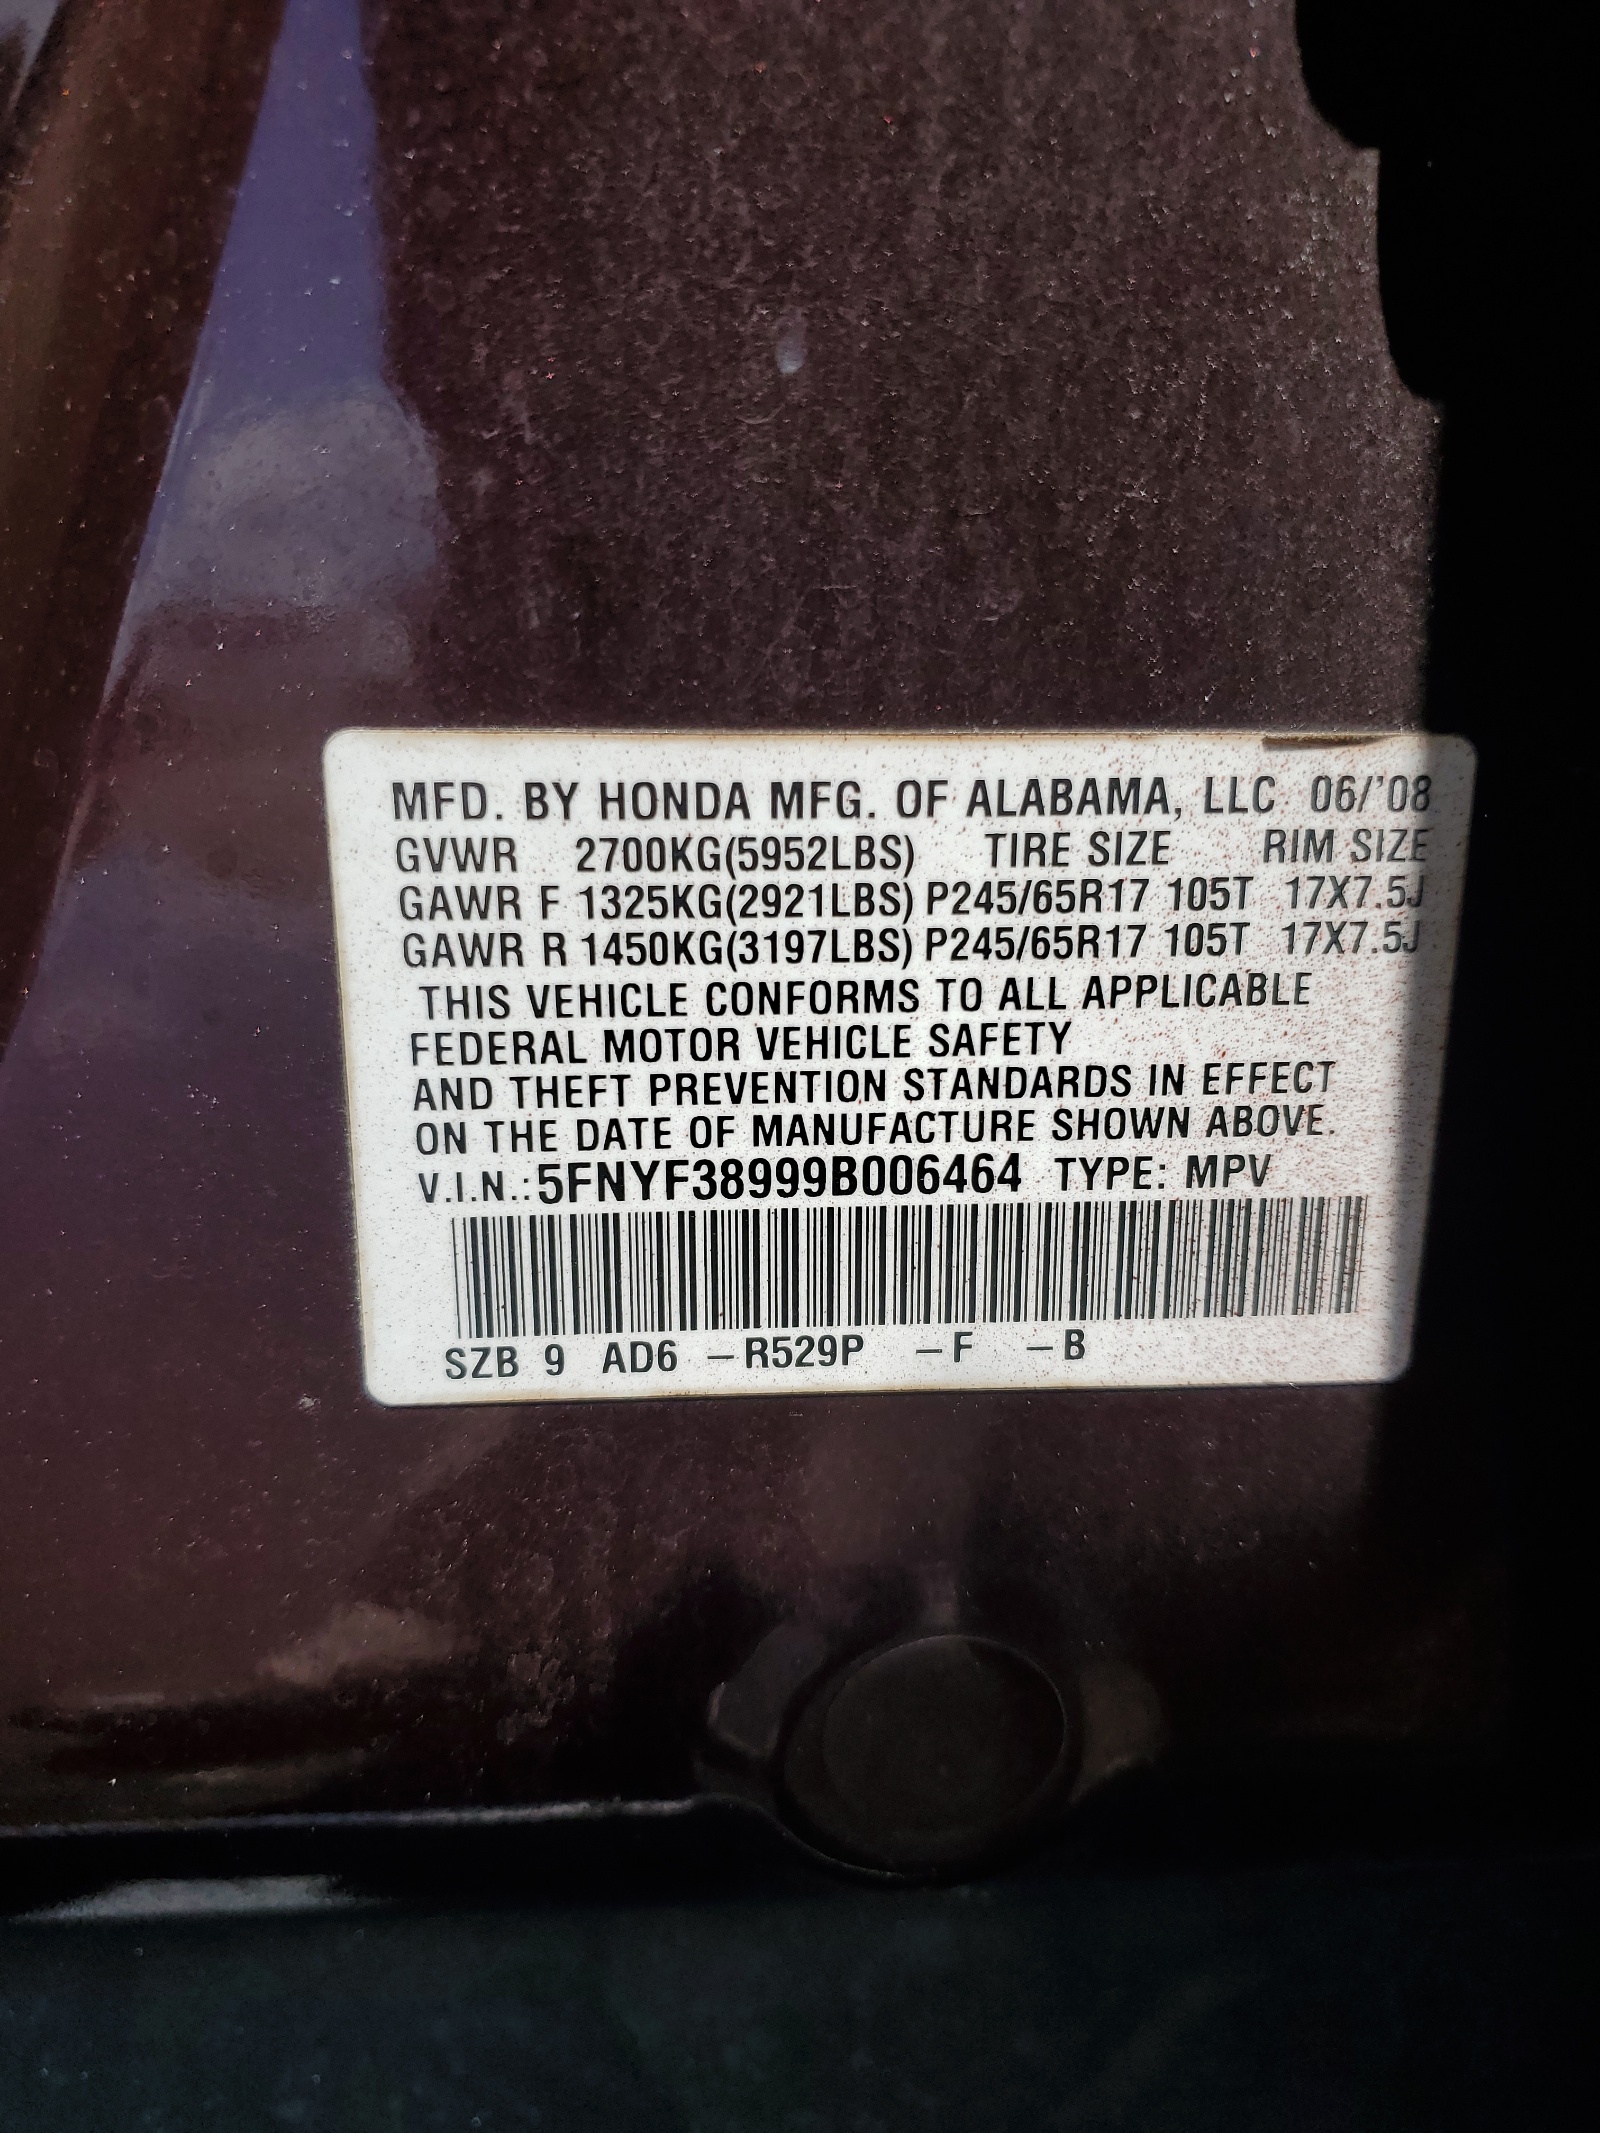 MFD. BY HONDA MFG. OF ALABAMA, LLC 06/'08
GVWR 2700KG(5952LBS) TIRE SIZE RIM SIZE
GAWR F 1325KG(2921LBS) P245/65R17 105T 17X7.5J
GAWR R 1450KG(3197LBS) P245/65R17 105T 17X7.5J
THIS VEHICLE CONFORMS TO ALL APPLICABLE
FEDERAL MOTOR VEHICLE SAFETY
AND THEFT PREVENTION STANDARDS IN EFFECT
ON THE DATE OF MANUFACTURE SHOWN ABOVE.
V.I.N.: 5FNYF38999B006464 TYPE: MPV
SZB 9 AD6 –R529P –F –B